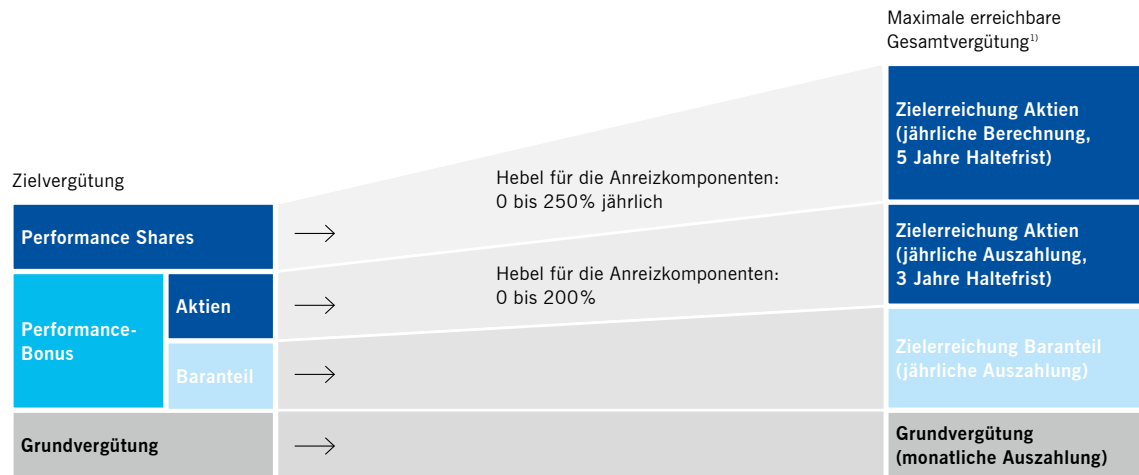 Maximale erreichbare
Gesamtvergütung¹⁾
Zielvergütung
Performance Shares
Performance-
Bonus
Aktien
Baranteil
Grundvergütung
Hebel für die Anreizkomponenten:
0 bis 250% jährlich
Hebel für die Anreizkomponenten:
0 bis 200%
Zielerreichung Aktien
(jährliche Berechnung,
5 Jahre Haltefrist)
Zielerreichung Aktien
(jährliche Auszahlung,
3 Jahre Haltefrist)
Zielerreichung Baranteil
(jährliche Auszahlung)
Grundvergütung
(monatliche Auszahlung)